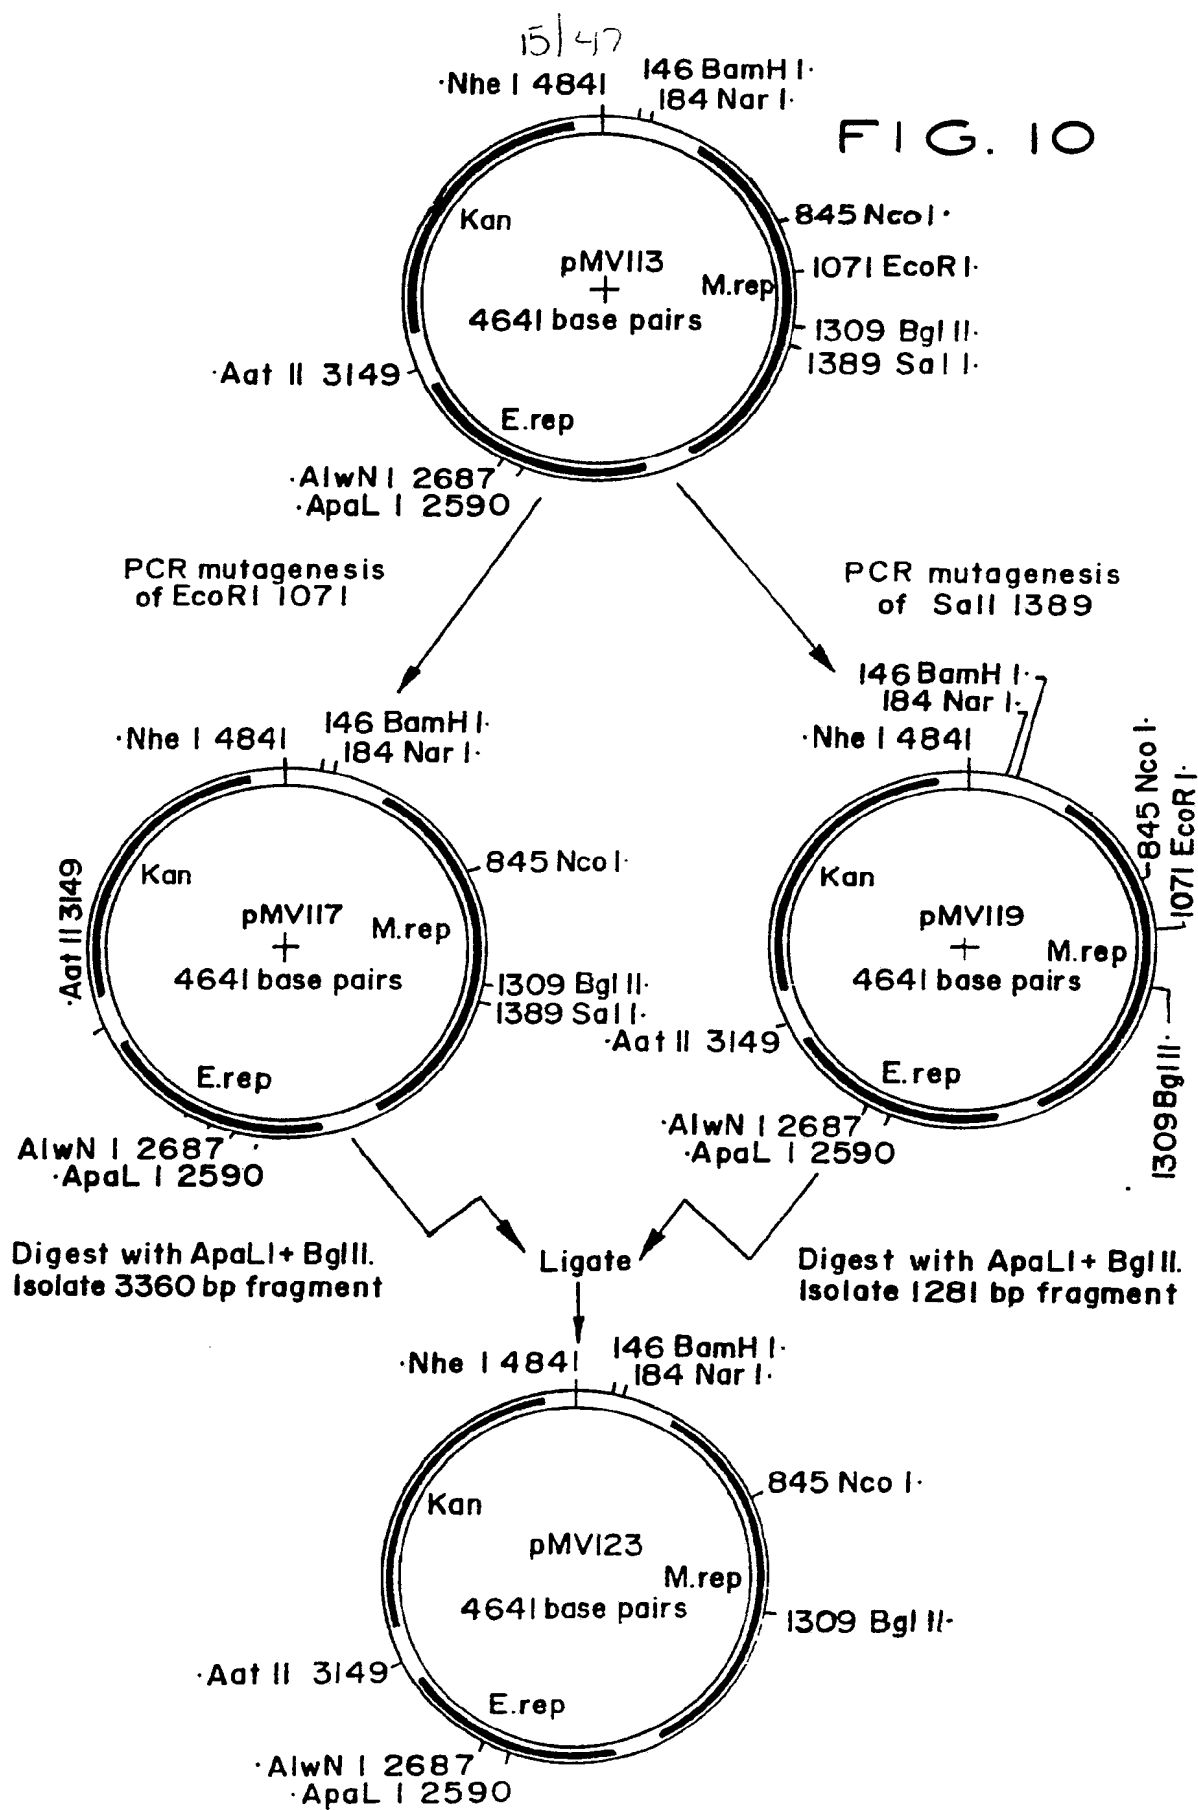 15/47
·Nhe I 4841
146 BamH I·
184 Nar I·
FIG. 10
Kan
845 Nco I·
pMV113
1071 EcoR I·
M.rep
4641 base pairs
1309 Bgl II·
1389 Sal I·
·Aat II 3149
E.rep
·AlwN I 2687
·ApaL I 2590
PCR mutagenesis
of EcoRI 1071
PCR mutagenesis
of SalI 1389
·Nhe I 4841
146 BamH I·
184 Nar I·
Kan
845 Nco I·
·Aat II 3149
pMV117
M.rep
4641 base pairs
1309 Bgl II·
1389 Sal I·
E.rep
AlwN I 2687
·ApaL I 2590
146 BamH I·
184 Nar I·
·Nhe I 4841
845 Nco I·
1071 EcoR I·
Kan
pMV119
M.rep
4641 base pairs
·Aat II 3149
1309 Bgl II·
E.rep
·AlwN I 2687
·ApaL I 2590
Digest with ApaLI + BglII.
Isolate 3360 bp fragment
Ligate
Digest with ApaLI + BglII.
Isolate 1281 bp fragment
·Nhe I 4841
146 BamH I·
184 Nar I·
Kan
845 Nco I·
pMV123
M.rep
4641 base pairs
1309 Bgl II·
·Aat II 3149
E.rep
·AlwN I 2687
·ApaL I 2590